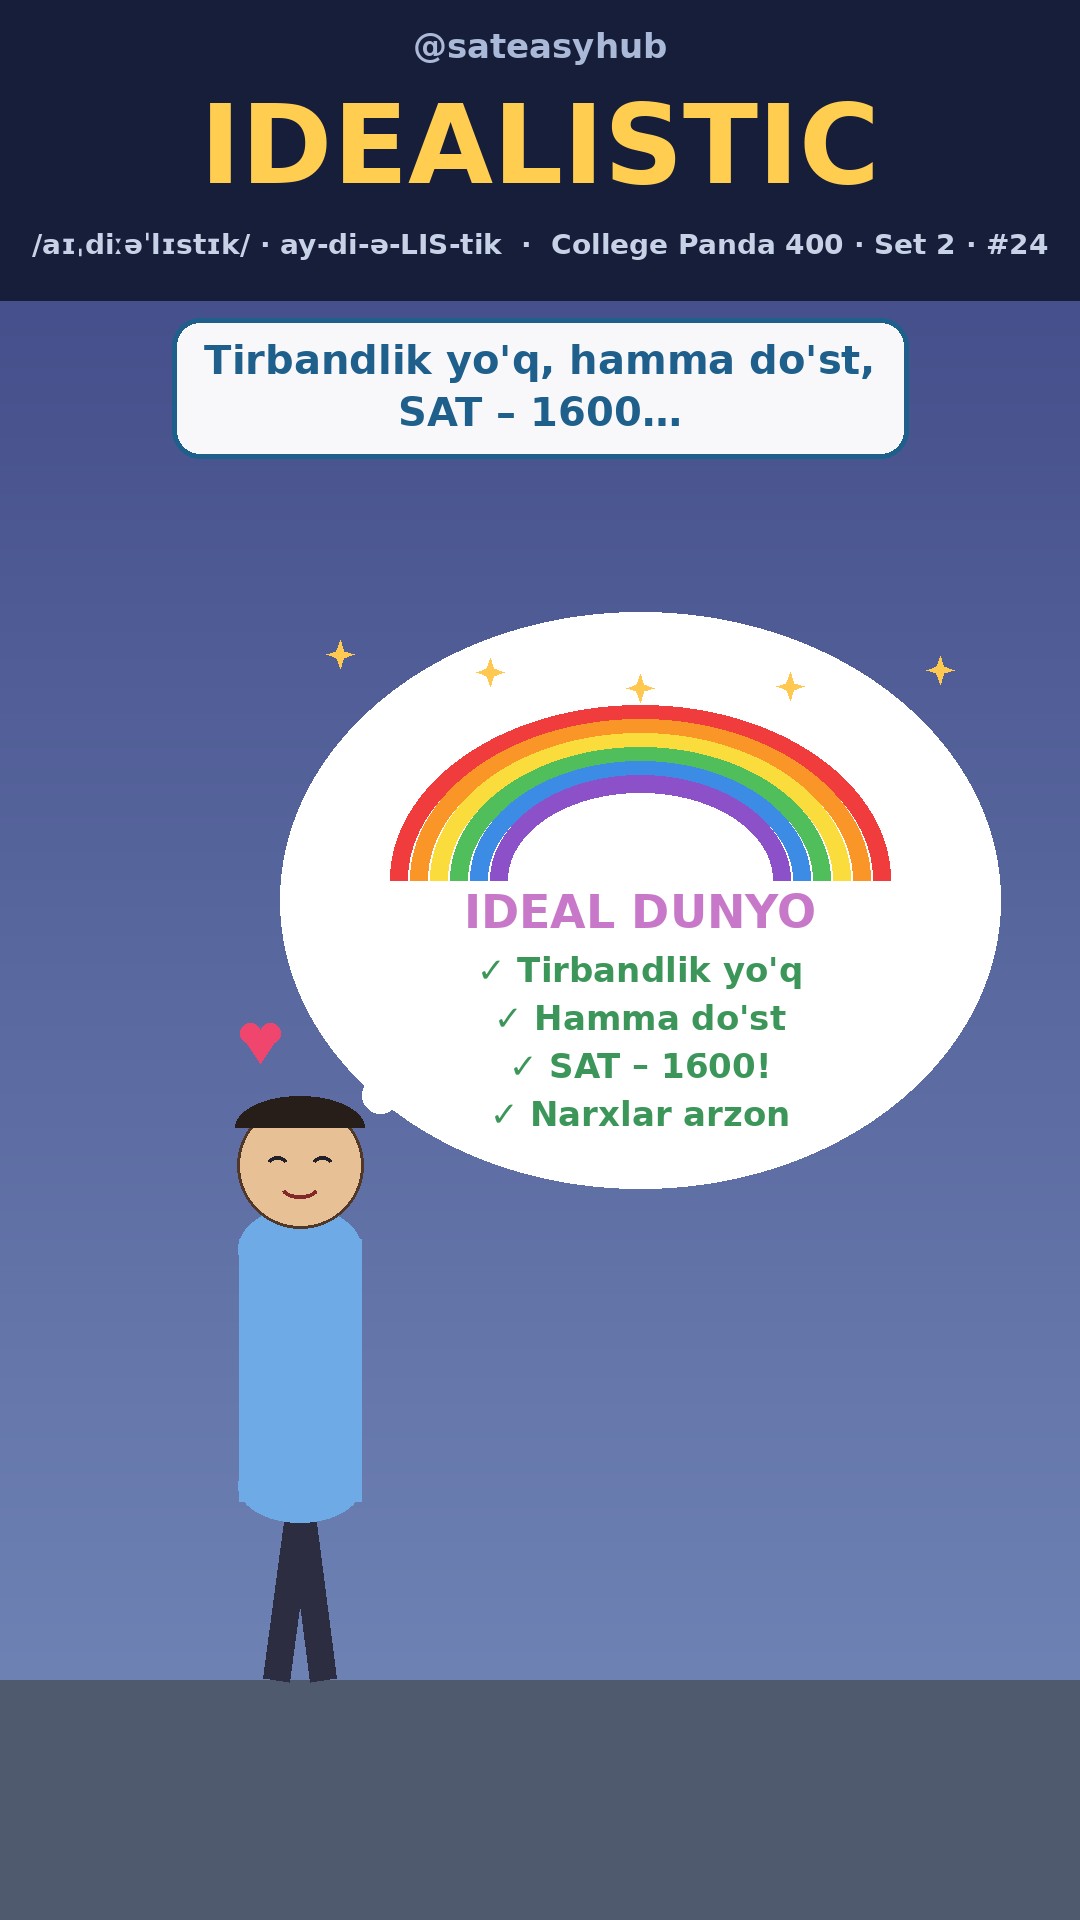 @sateasyhub
IDEALISTIC
/aɪˌdiːəˈlɪstɪk/ · ay-di-ə-LIS-tik · College Panda 400 · Set 2 · #24
Tirbandlik yo'q, hamma do'st,
SAT – 1600…
IDEAL DUNYO
✓ Tirbandlik yo'q
✓ Hamma do'st
✓ SAT – 1600!
✓ Narxlar arzon